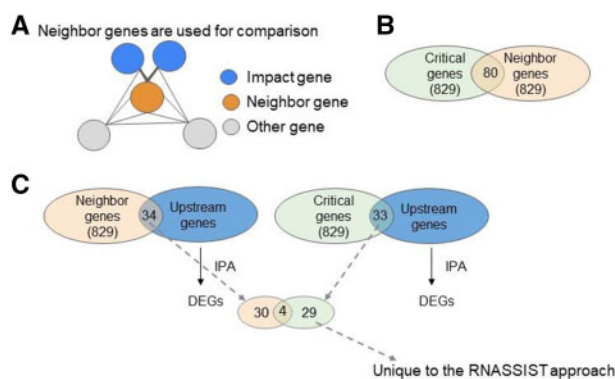 A
Neighbor genes are used for comparison
Impact gene
Neighbor gene
Other gene
B
Critical
genes
(829)
80
Neighbor
genes
(829)
C
Neighbor
genes
(829)
34
Upstream
genes
IPA
DEGs
Critical
genes
(829)
33
Upstream
genes
IPA
DEGs
30
4
29
Unique to the RNASSIST approach